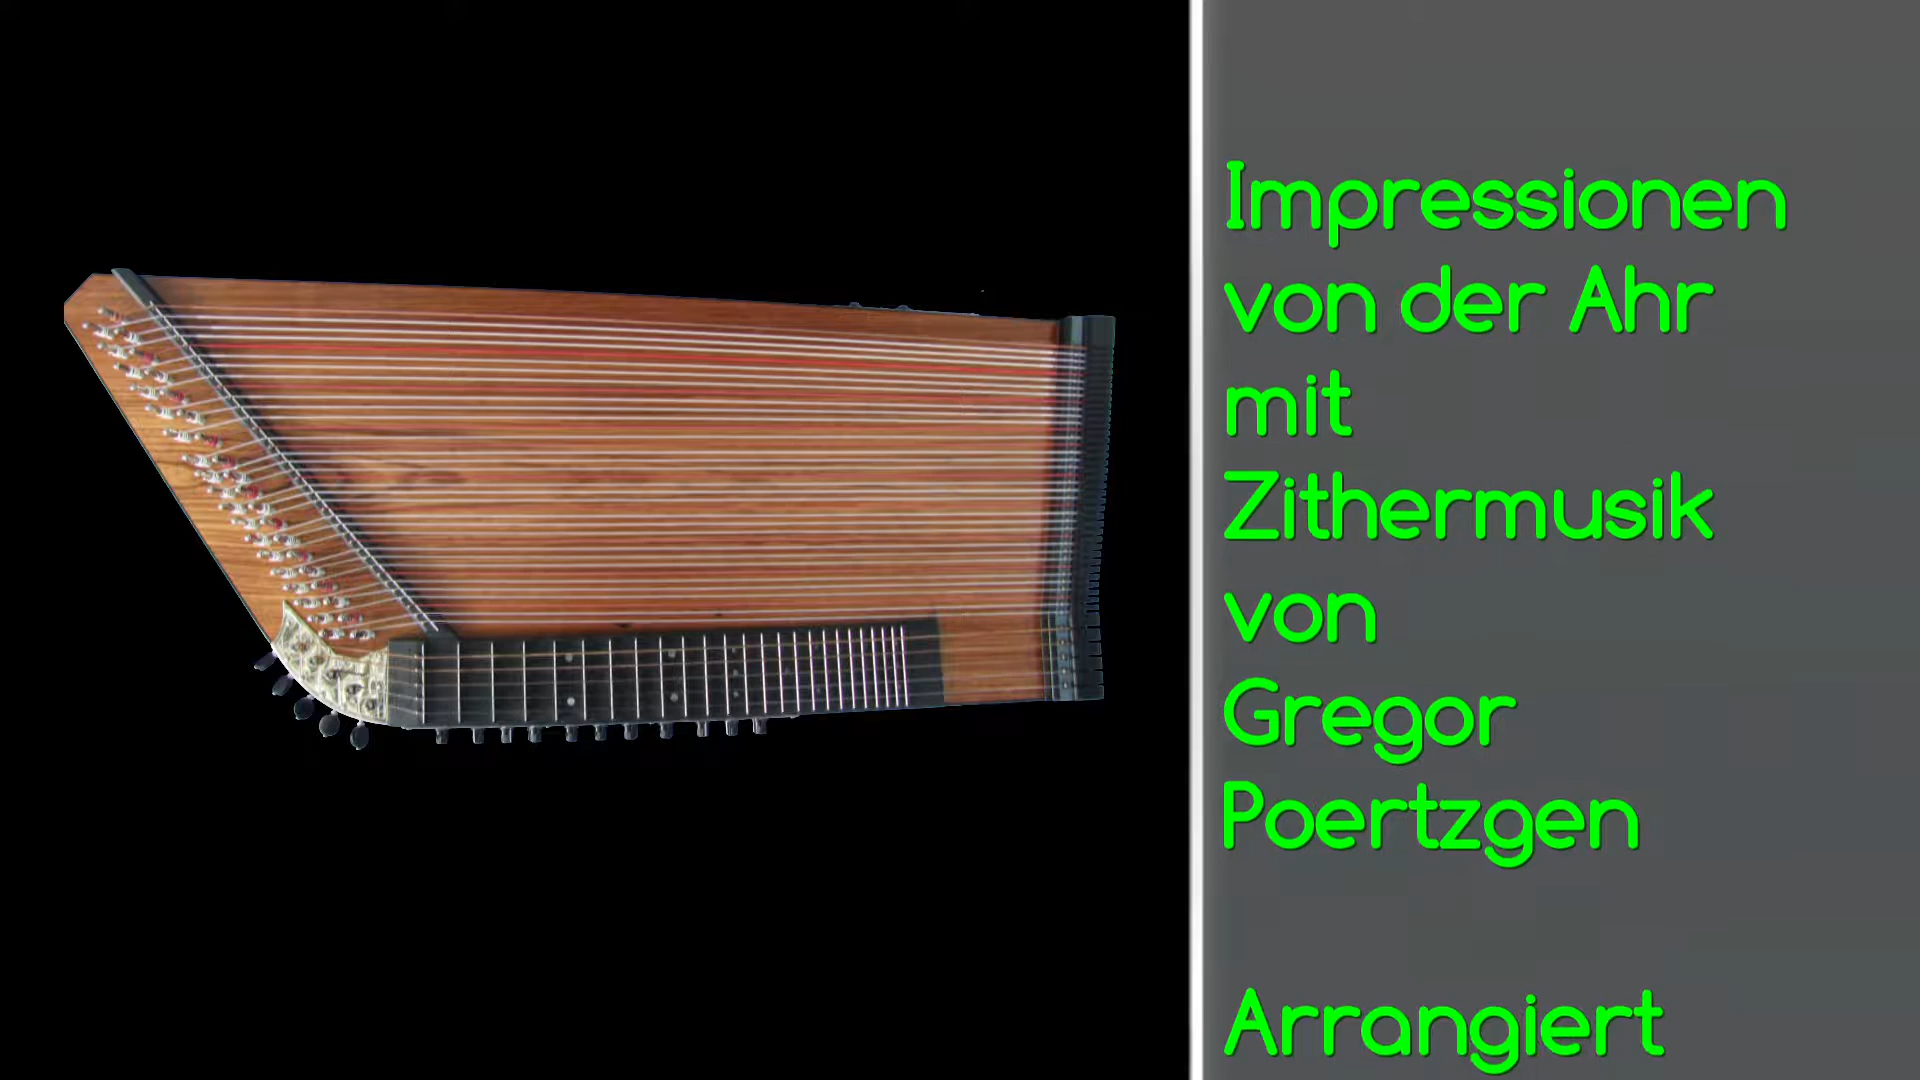 Impressionen
von der Ahr
mit
Zithermusik
von
Gregor
Poertzgen
Arrangiert